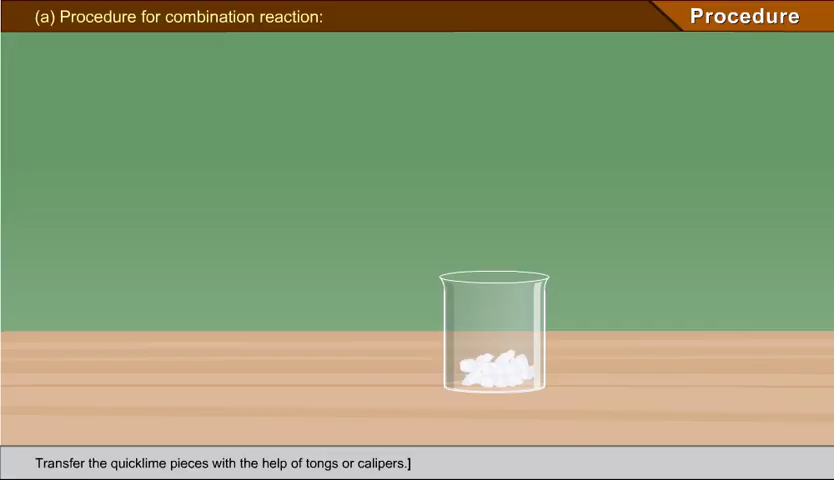 (a) Procedure for combination reaction:
Procedure
Transfer the quicklime pieces with the help of tongs or calipers.]